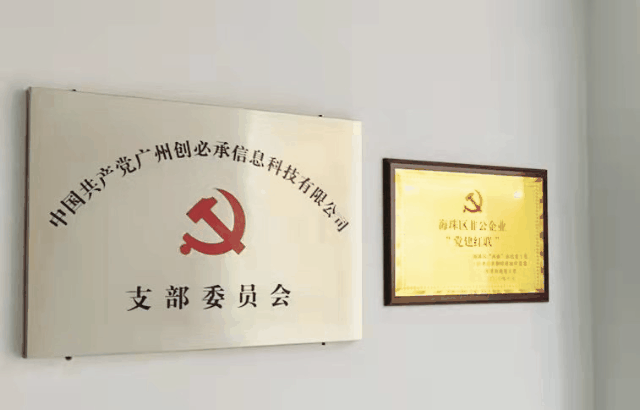 中国共产党广州创必承信息科技有限公司
支部委员会
海珠区非公企业
“党建红联”